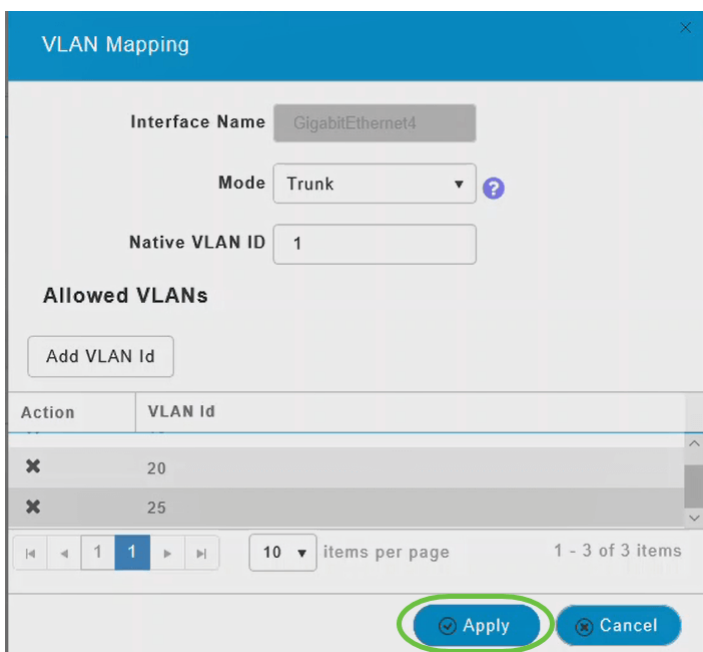 VLAN Mapping
Interface Name GigabitEthernet4
Mode Trunk
Native VLAN ID 1
Allowed VLANs
Add VLAN Id
Action VLAN Id
20
25
1 1 10 items per page 1 - 3 of 3 items
Apply Cancel